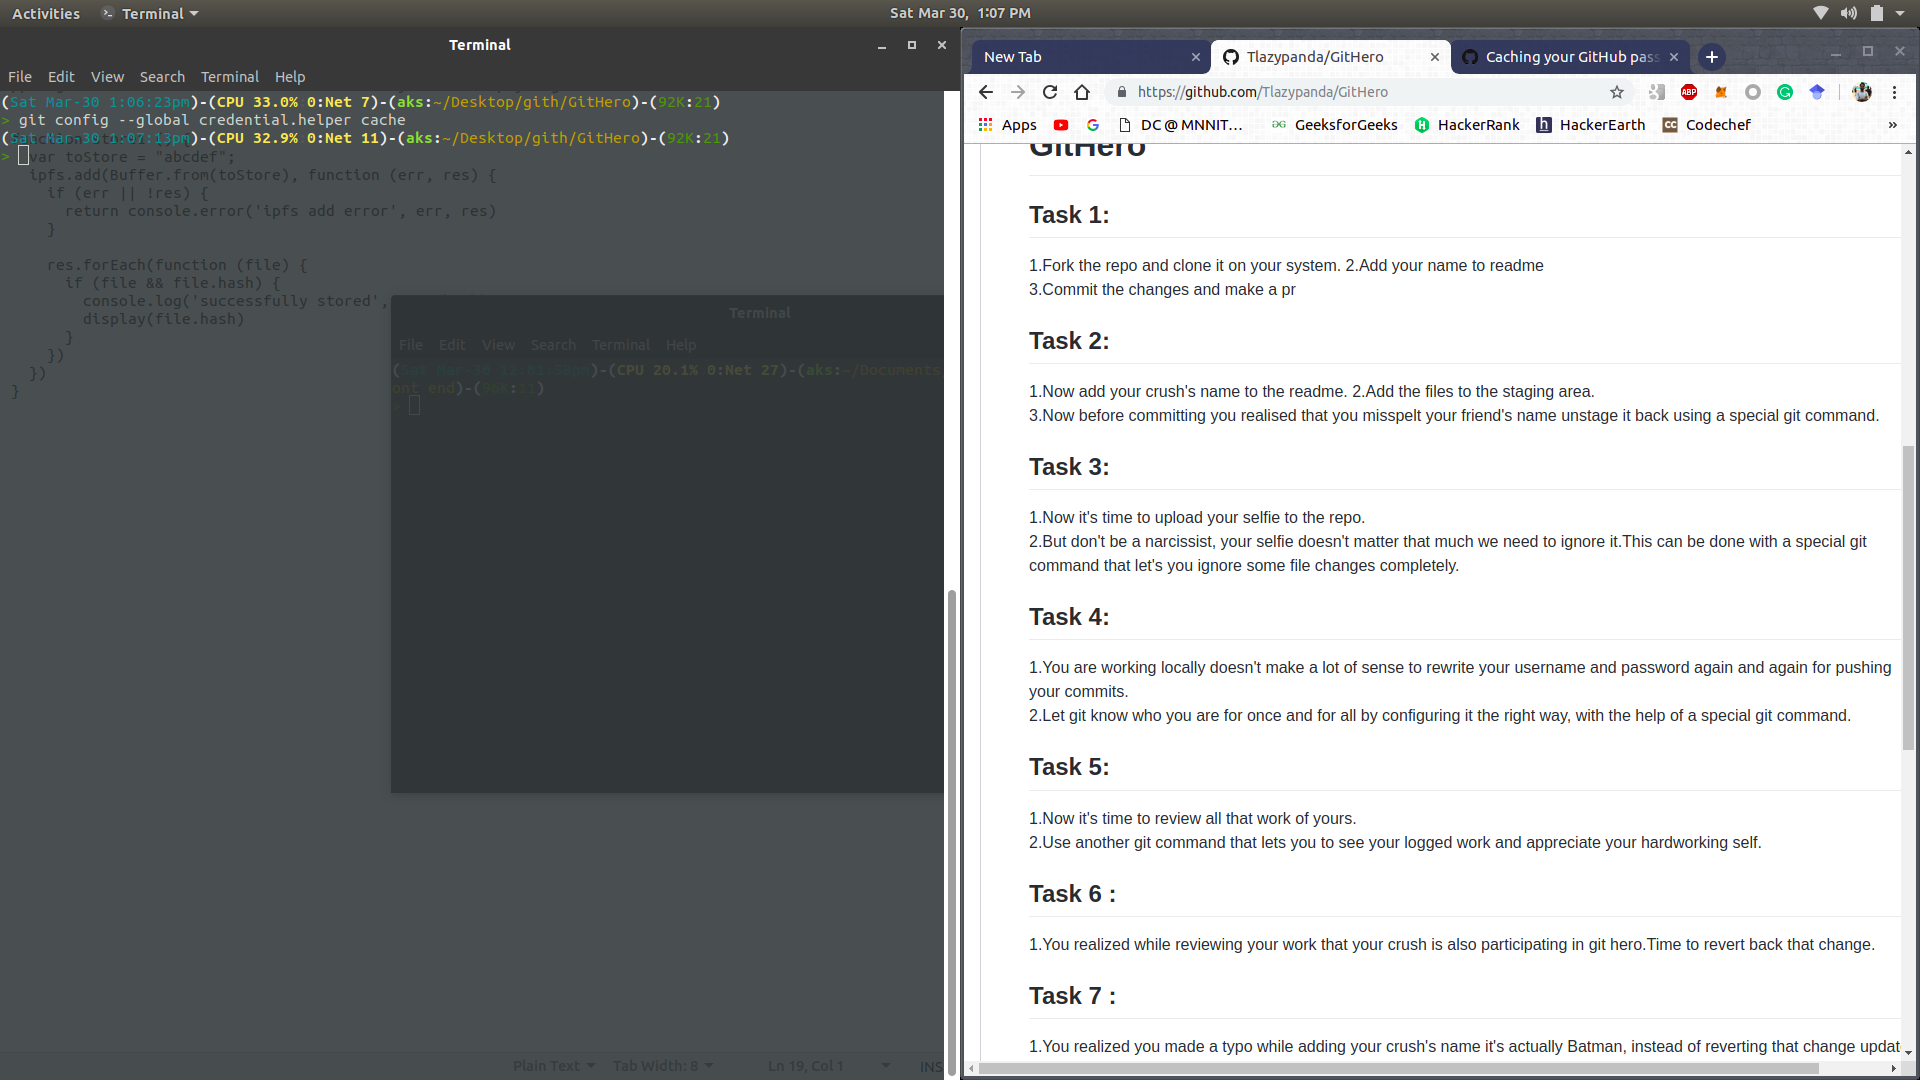 Activities
Terminal
Sat Mar 30, 1:07 PM
Terminal
File Edit View Search Terminal Help
(Sat Mar-30 1:06:23pm)-(CPU 33.0% 0:Net 7)-(aks:~/Desktop/gith/GitHero)-(92K:21)
> git config --global credential.helper cache
(Sat Mar-30 1:07:13pm)-(CPU 32.9% 0:Net 11)-(aks:~/Desktop/gith/GitHero)-(92K:21)
>
var toStore = "abcdef";
ipfs.add(Buffer.from(toStore), function (err, res) {
if (err || !res) {
return console.error('ipfs add error', err, res)
}
res.forEach(function (file) {
if (file && file.hash) {
console.log('successfully stored',
display(file.hash)
}
})
})
}
Terminal
File Edit View Search Terminal Help
)-(CPU 20.1% 0:Net 27)-(aks:~/Documents
ont end)-(
Plain Text
Tab Width: 8
Ln 19, Col 1
INS
New Tab
Tlazypanda/GitHero
Caching your GitHub pass
https://github.com/Tlazypanda/GitHero
ABP
Apps
DC @ MNNIT...
GeeksforGeeks
HackerRank
HackerEarth
Codechef
»
GitHero
Task 1:
1.Fork the repo and clone it on your system. 2.Add your name to readme
3.Commit the changes and make a pr
Task 2:
1.Now add your crush's name to the readme. 2.Add the files to the staging area.
3.Now before committing you realised that you misspelt your friend's name unstage it back using a special git command.
Task 3:
1.Now it's time to upload your selfie to the repo.
2.But don't be a narcissist, your selfie doesn't matter that much we need to ignore it.This can be done with a special git
command that let's you ignore some file changes completely.
Task 4:
1.You are working locally doesn't make a lot of sense to rewrite your username and password again and again for pushing
your commits.
2.Let git know who you are for once and for all by configuring it the right way, with the help of a special git command.
Task 5:
1.Now it's time to review all that work of yours.
2.Use another git command that lets you to see your logged work and appreciate your hardworking self.
Task 6 :
1.You realized while reviewing your work that your crush is also participating in git hero.Time to revert back that change.
Task 7 :
1.You realized you made a typo while adding your crush's name it's actually Batman, instead of reverting that change updat